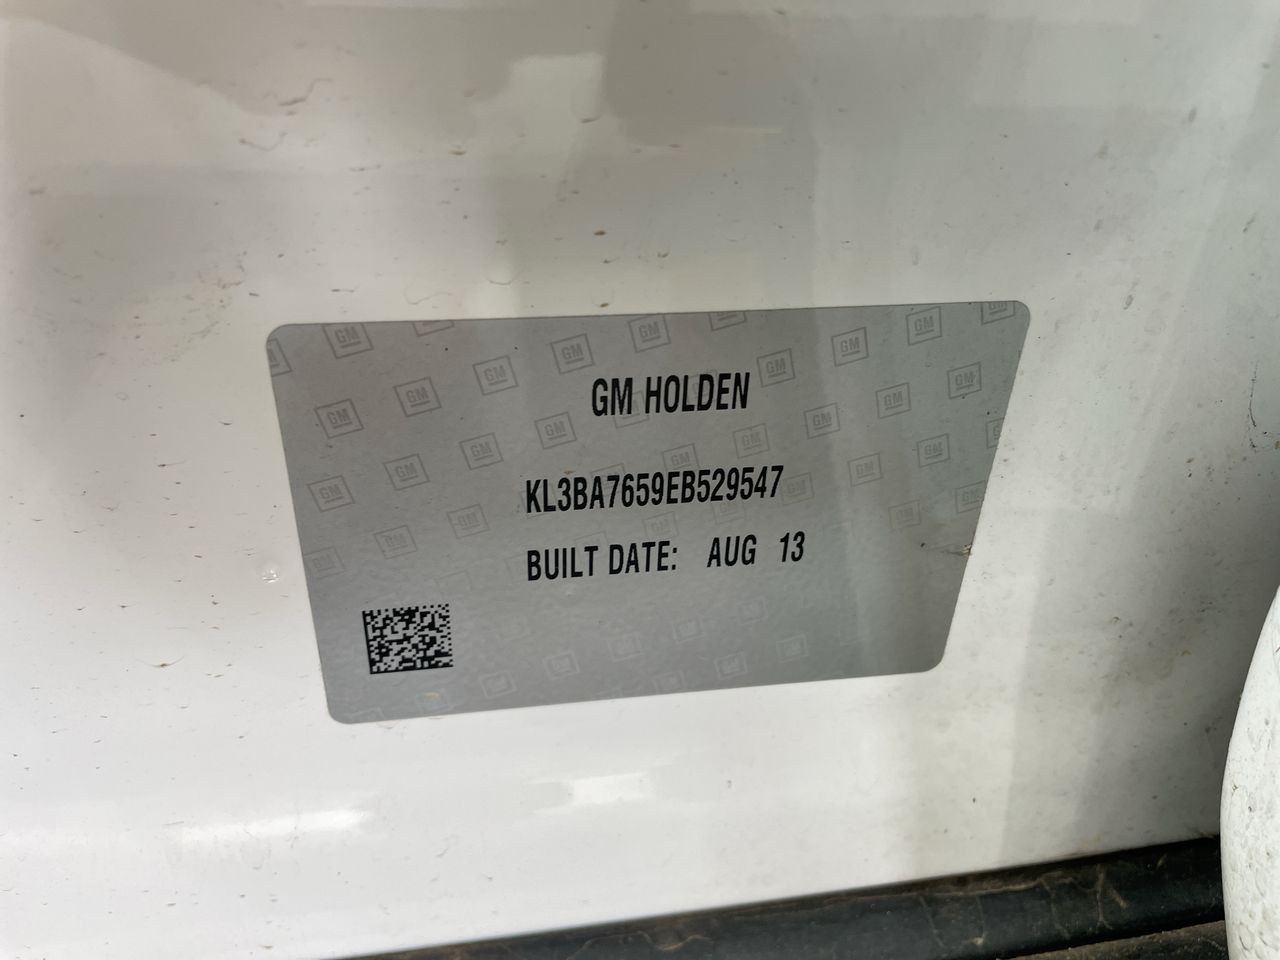 GM HOLDEN
KL3BA7659EB529547
BUILT DATE: AUG 13